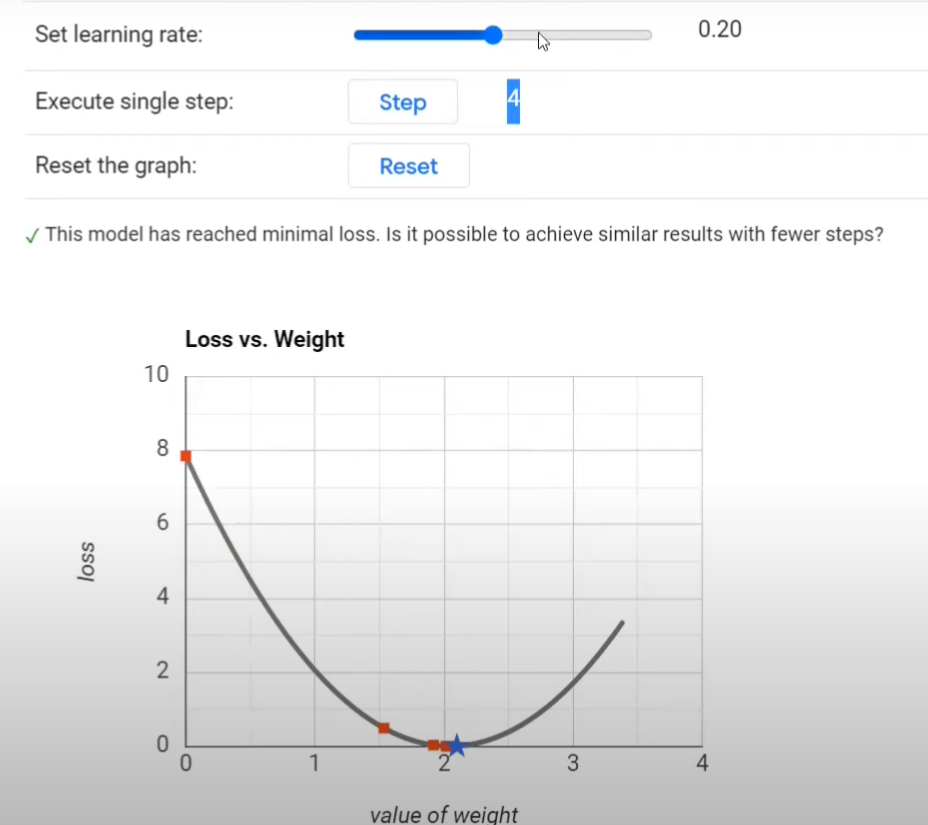 Set learning rate: 0.20
Execute single step: Step 4
Reset the graph: Reset
✓ This model has reached minimal loss. Is it possible to achieve similar results with fewer steps?
Loss vs. Weight
10
8
6
4
2
0
loss
0 1 2 3 4
value of weight